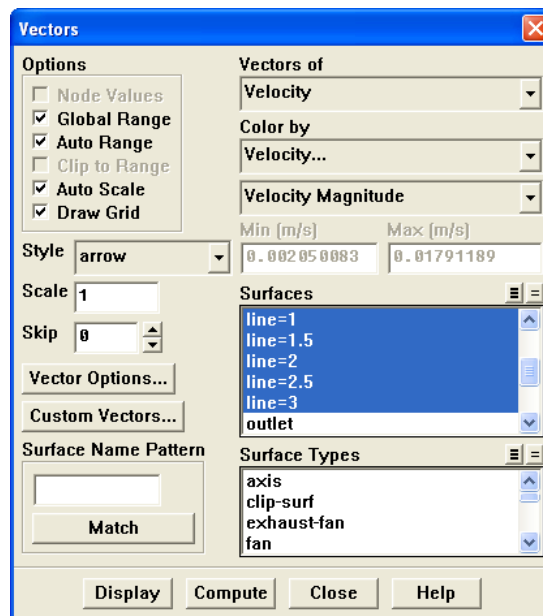 Vectors
Options
Node Values
Global Range
Auto Range
Clip to Range
Auto Scale
Draw Grid
Style arrow
Scale 1
Skip 0
Vector Options...
Custom Vectors...
Surface Name Pattern
Match
Vectors of
Velocity
Color by
Velocity...
Velocity Magnitude
Min (m/s) Max (m/s)
0.002050083 0.01791189
Surfaces
line=1
line=1.5
line=2
line=2.5
line=3
outlet
Surface Types
axis
clip-surf
exhaust-fan
fan
Display Compute Close Help